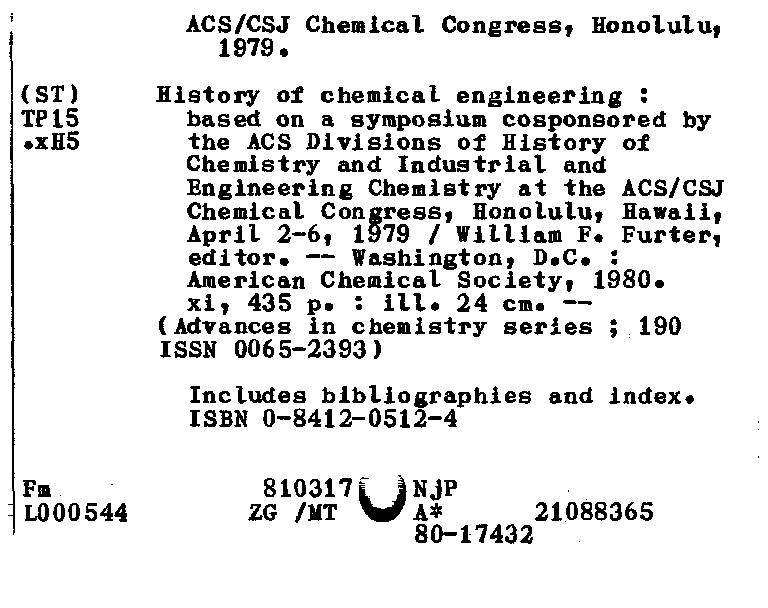 ACS/CSJ Chemical Congress, Honolulu,
1979.
(ST) History of chemical engineering :
TP15 based on a symposium cosponsored by
.xH5 the ACS Divisions of History of
Chemistry and Industrial and
Engineering Chemistry at the ACS/CSJ
Chemical Congress, Honolulu, Hawaii,
April 2-6, 1979 / William F. Furter,
editor. -- Washington, D.C. :
American Chemical Society, 1980.
xi, 435 p. : ill. 24 cm. --
(Advances in chemistry series ; 190
ISSN 0065-2393)
Includes bibliographies and index.
ISBN 0-8412-0512-4
Fm 810317 NjP
L000544 ZG /MT A* 21088365
80-17432